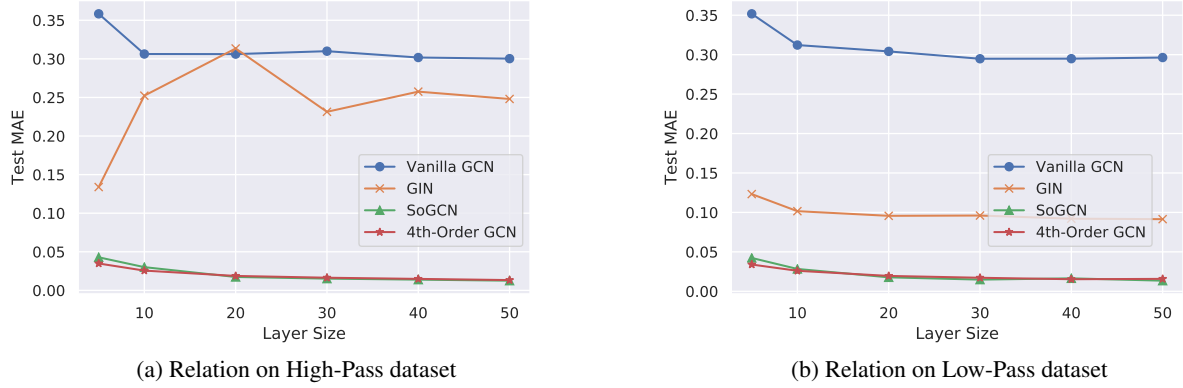 0.35
0.30
0.25
0.20
0.15
0.10
0.05
0.00
Test MAE
10 20 30 40 50
Layer Size
Vanilla GCN
GIN
SoGCN
4th-Order GCN
(a) Relation on High-Pass dataset
0.35
0.30
0.25
0.20
0.15
0.10
0.05
0.00
Test MAE
10 20 30 40 50
Layer Size
Vanilla GCN
GIN
SoGCN
4th-Order GCN
(b) Relation on Low-Pass dataset